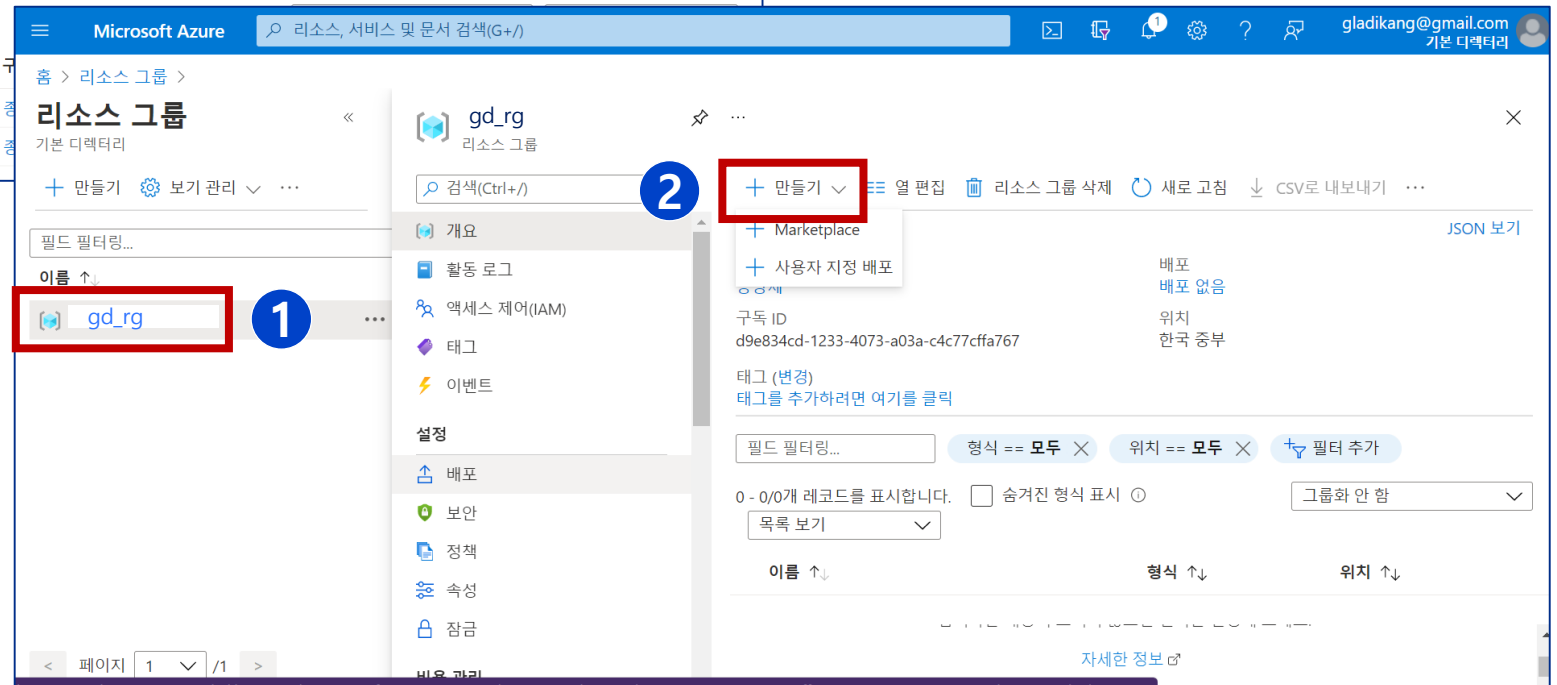 Microsoft Azure
리소스, 서비스 및 문서 검색(G+/)
1
gladikang@gmail.com
기본 디렉터리
홈 > 리소스 그룹 >
리소스 그룹
기본 디렉터리
gd_rg
리소스 그룹
만들기
보기 관리
검색(Ctrl+/)
2
만들기
열 편집
리소스 그룹 삭제
새로 고침
CSV로 내보내기
필드 필터링...
이름
gd_rg
1
개요
활동 로그
액세스 제어(IAM)
태그
이벤트
설정
배포
보안
정책
속성
잠금
비용 관리
Marketplace
사용자 지정 배포
JSON 보기
배포
배포 없음
구독 ID
d9e834cd-1233-4073-a03a-c4c77cffa767
위치
한국 중부
태그 (변경)
태그를 추가하려면 여기를 클릭
필드 필터링...
형식 == 모두
위치 == 모두
필터 추가
0 - 0/0개 레코드를 표시합니다.
숨겨진 형식 표시
그룹화 안 함
목록 보기
이름
형식
위치
자세한 정보
< 페이지 1 /1 >